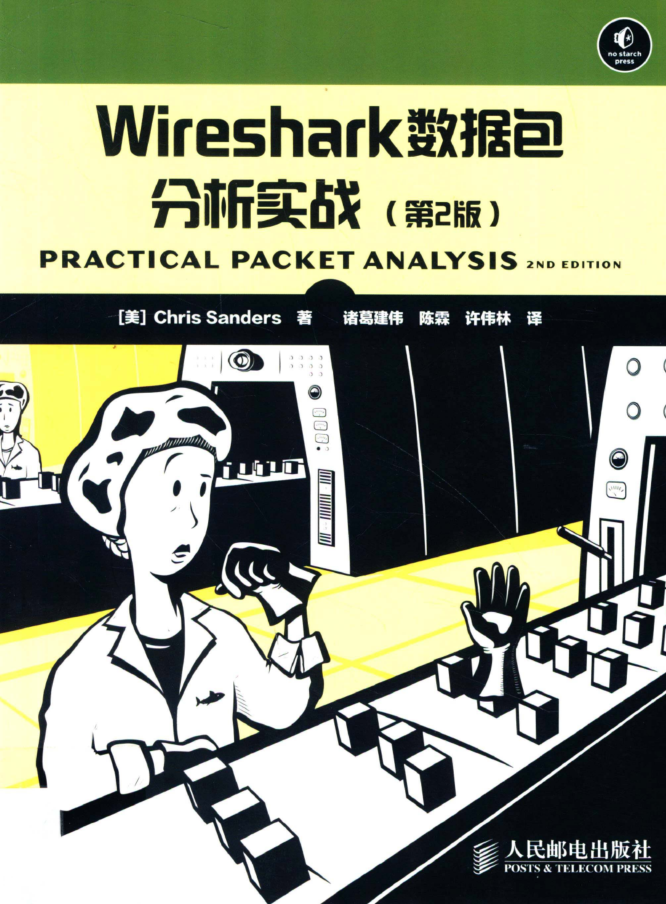 no starch
press
Wireshark数据包
分析实战（第2版）
PRACTICAL PACKET ANALYSIS 2ND EDITION
[美] Chris Sanders 著 诸葛建伟 陈霖 许伟林 译
人民邮电出版社
POSTS & TELECOM PRESS